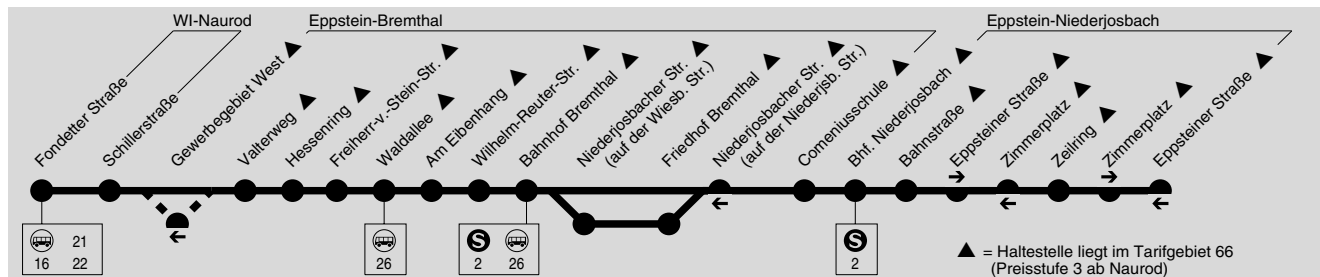 WI-Naurod
Eppstein-Bremthal
Eppstein-Niederjosbach
Fondetter Straße
Schillerstraße
Gewerbegebiet West ▲
Valterweg ▲
Hessenring ▲
Freiherr-v.-Stein-Str. ▲
Waldallee ▲
Am Eibenhang ▲
Wilhelm-Reuter-Str. ▲
Bahnhof Bremthal ▲
Niederjosbacher Str. ▲
(auf der Wiesb. Str.)
Friedhof Bremthal ▲
Niederjosbacher Str. ▲
(auf der Niederjisb. Str.)
Comeniusschule ▲
Bhf. Niederjosbach ▲
Bahnstraße ▲
Eppsteiner Straße ▲
Zimmerplatz ▲
Zeilring ▲
Zimmerplatz ▲
Eppsteiner Straße ▲
→
→
←
←
←
←
21
16 22
26
S
2 26
S
2
▲ = Haltestelle liegt im Tarifgebiet 66
(Preisstufe 3 ab Naurod)